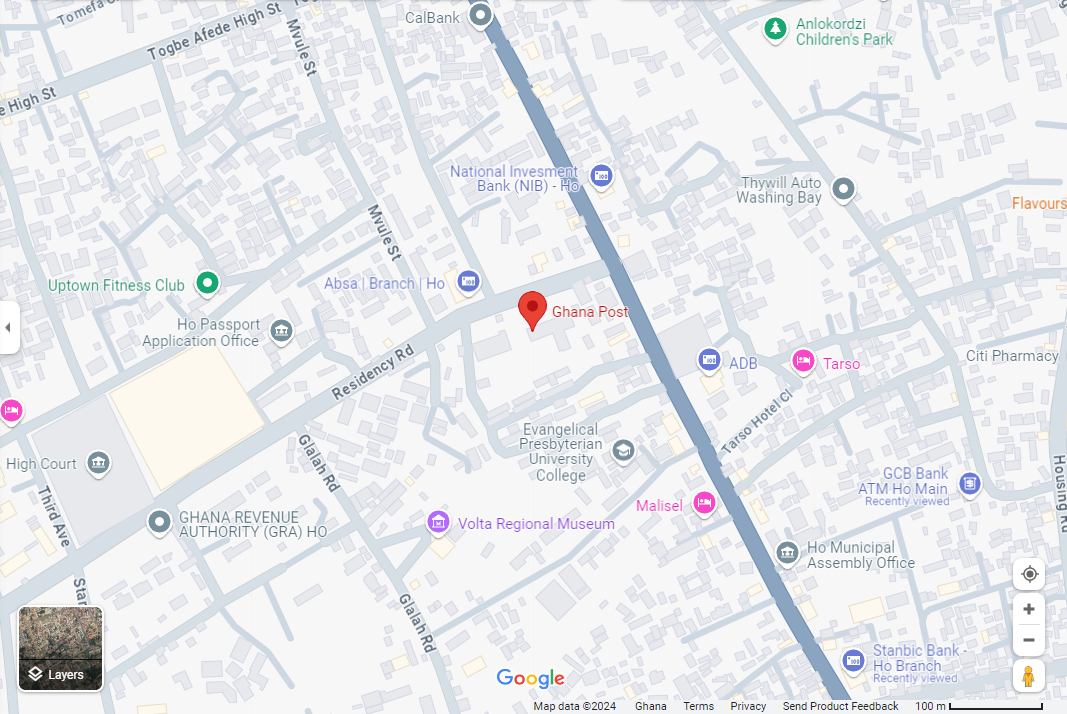 Tomefa C
CalBank
Togbe Afede High St
Mvule St
Anlokordzi
Children's Park
e High St
National Invesment
Bank (NIB) - Ho
Thywill Auto
Washing Bay
Flavours
Mvule St
Uptown Fitness Club
Absa | Branch | Ho
Ghana Post
Ho Passport
Application Office
Residency Rd
ADB
Tarso
Citi Pharmacy
Tarso Hotel Cl
Evangelical
Presbyterian
University
College
High Court
Glalah Rd
GCB Bank
ATM Ho Main
Recently viewed
Housing Rd
Third Ave
Malisel
GHANA REVENUE
AUTHORITY (GRA) HO
Volta Regional Museum
Ho Municipal
Assembly Office
Star
Glalah Rd
Layers
Stanbic Bank -
Ho Branch
Recently viewed
Google
Map data ©2024 Ghana Terms Privacy Send Product Feedback 100 m